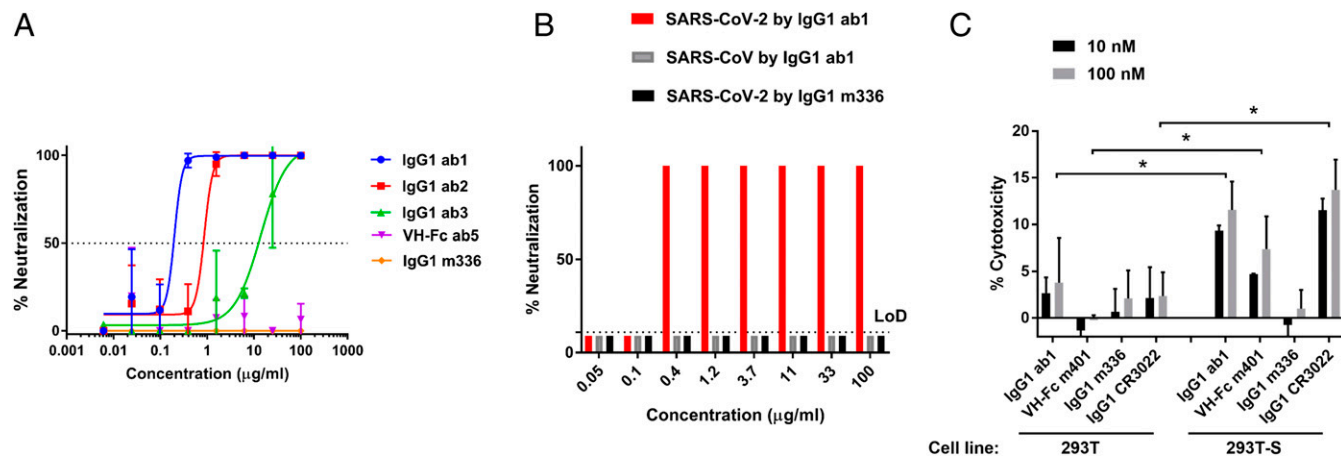 A
% Neutralization
100
50
0
0.001 0.01 0.1 1 10 100 1000
Concentration (μg/ml)
IgG1 ab1
IgG1 ab2
IgG1 ab3
VH-Fc ab5
IgG1 m336
B
SARS-CoV-2 by IgG1 ab1
SARS-CoV by IgG1 ab1
SARS-CoV-2 by IgG1 m336
% Neutralization
100
50
0
LoD
0.05 0.1 0.4 1.2 3.7 11 33 100
Concentration (μg/ml)
C
10 nM
100 nM
% Cytotoxicity
20
15
10
5
0
*
*
*
IgG1 ab1
VH-Fc m401
IgG1 m336
IgG1 CR3022
IgG1 ab1
VH-Fc m401
IgG1 m336
IgG1 CR3022
Cell line: 293T 293T-S